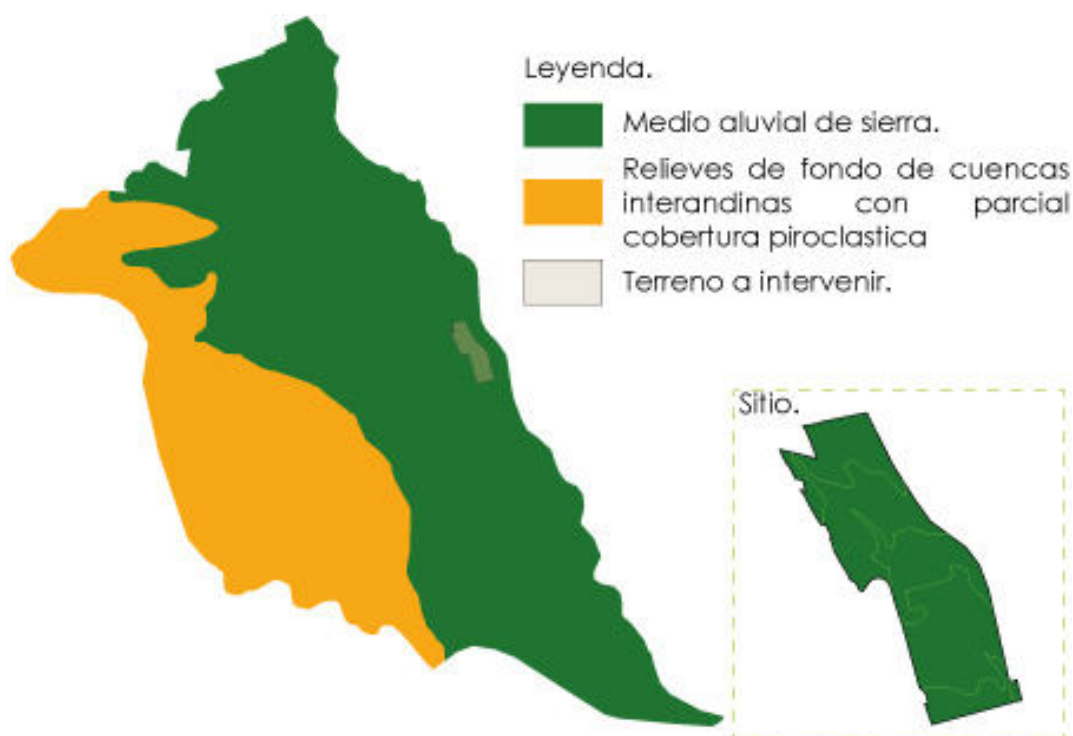 Leyenda.
Medio aluvial de sierra.
Relieves de fondo de cuencas
interandinas con parcial
cobertura piroclastica
Terreno a intervenir.
Sitio.